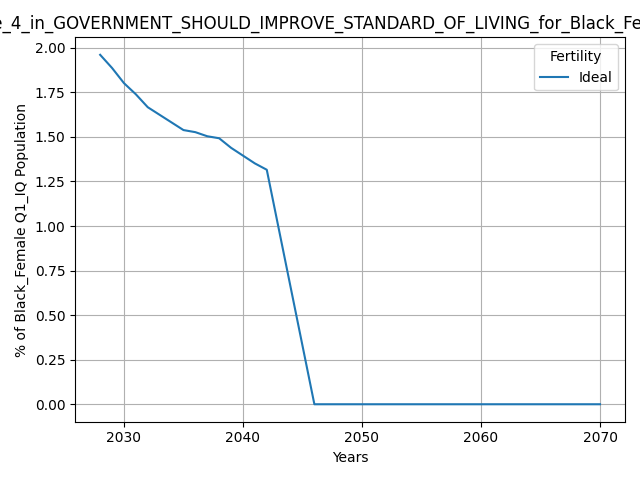 _4_in_GOVERNMENT_SHOULD_IMPROVE_STANDARD_OF_LIVING_for_Black_Fe
Fertility
Ideal
% of Black_Female Q1_IQ Population
2.00
1.75
1.50
1.25
1.00
0.75
0.50
0.25
0.00
2030 2040 2050 2060 2070
Years